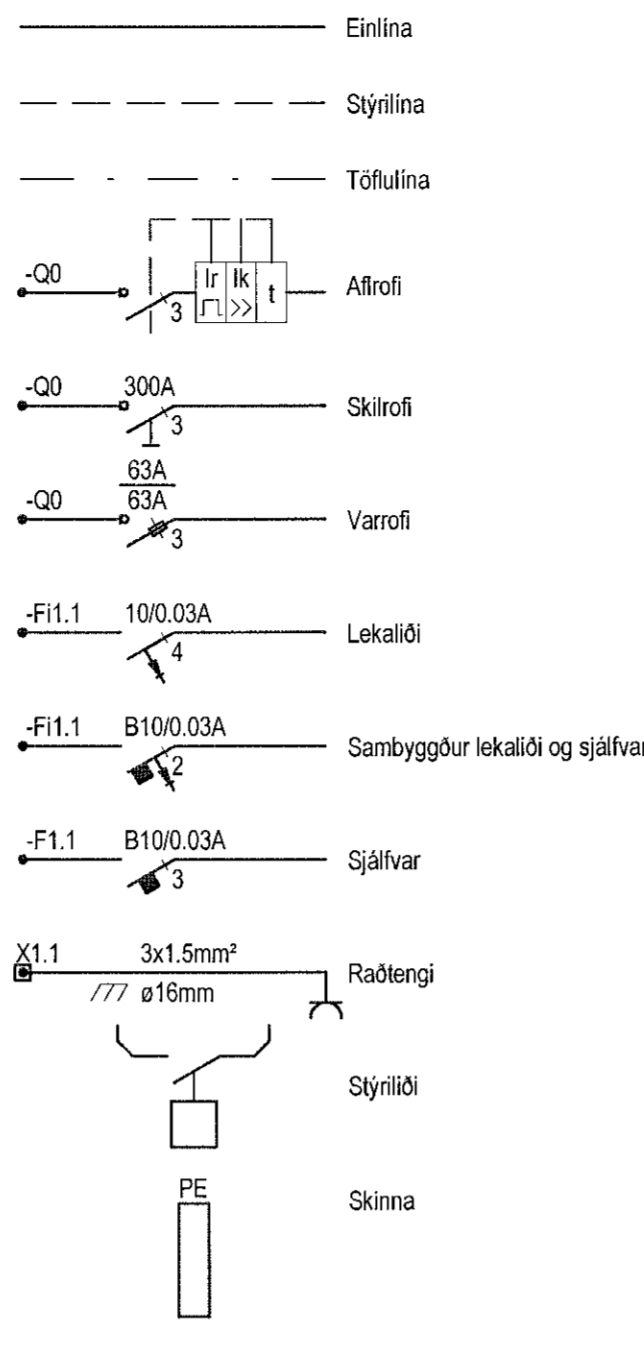 Einlína
Stýrilína
Töflulína
-Q0
Ir Ik t
>>
3
Aflrofi
-Q0 300A
3
Skilrofi
63A
-Q0 63A
3
Varrofi
-Fi1.1 10/0.03A
4
Lekaliði
-Fi1.1 B10/0.03A
2
Sambyggður lekaliði og sjálfvar
-F1.1 B10/0.03A
3
Sjálfvar
X1.1 3x1.5mm²
ø16mm
Raðtengi
Stýriliði
PE
Skinna